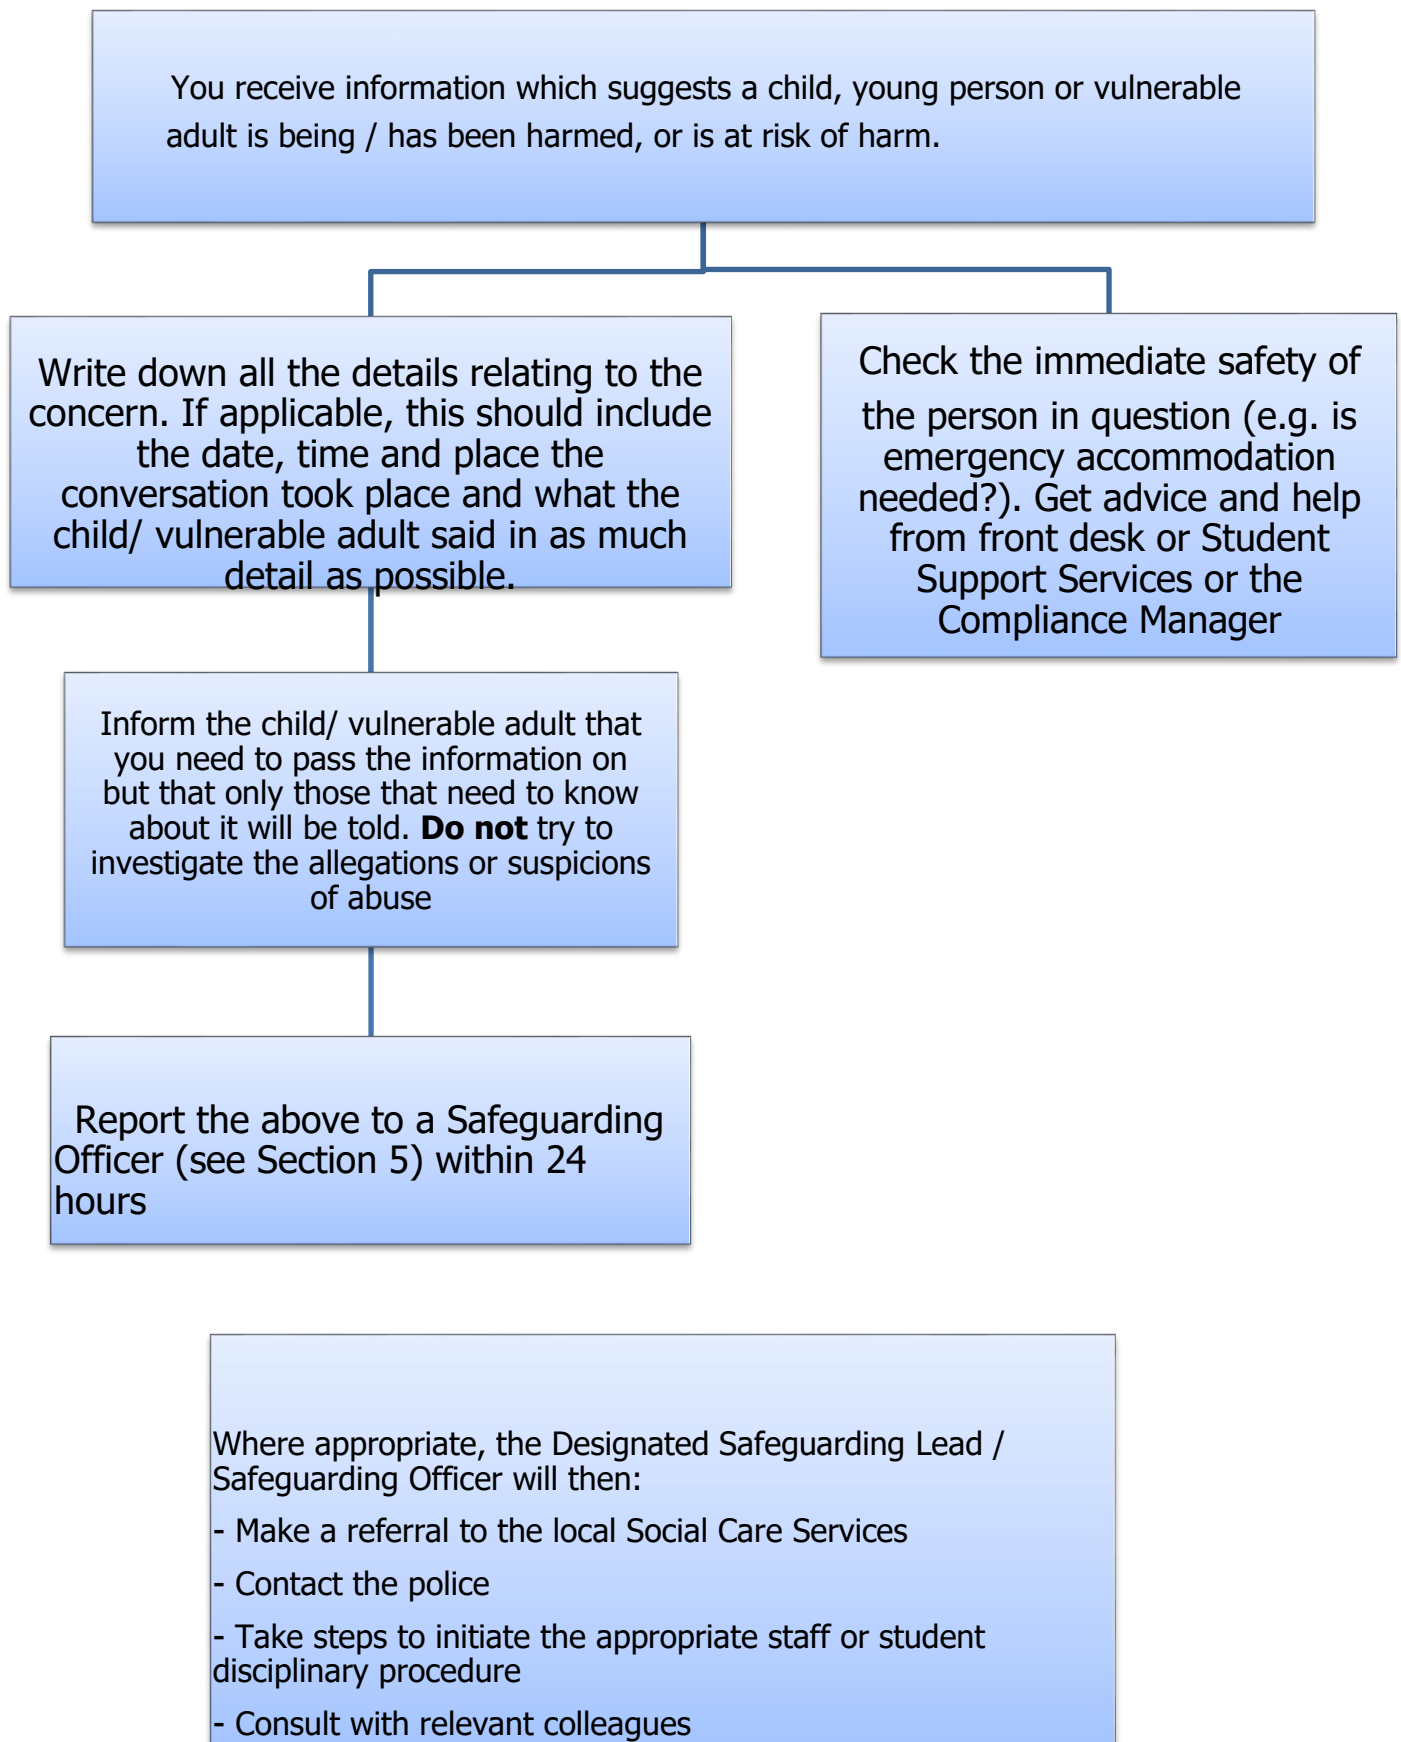 You receive information which suggests a child, young person or vulnerable
adult is being / has been harmed, or is at risk of harm.
Write down all the details relating to the
concern. If applicable, this should include
the date, time and place the
conversation took place and what the
child/ vulnerable adult said in as much
detail as possible.
Check the immediate safety of
the person in question (e.g. is
emergency accommodation
needed?). Get advice and help
from front desk or Student
Support Services or the
Compliance Manager
Inform the child/ vulnerable adult that
you need to pass the information on
but that only those that need to know
about it will be told. Do not try to
investigate the allegations or suspicions
of abuse
Report the above to a Safeguarding
Officer (see Section 5) within 24
hours
Where appropriate, the Designated Safeguarding Lead /
Safeguarding Officer will then:
- Make a referral to the local Social Care Services
- Contact the police
- Take steps to initiate the appropriate staff or student
disciplinary procedure
- Consult with relevant colleagues